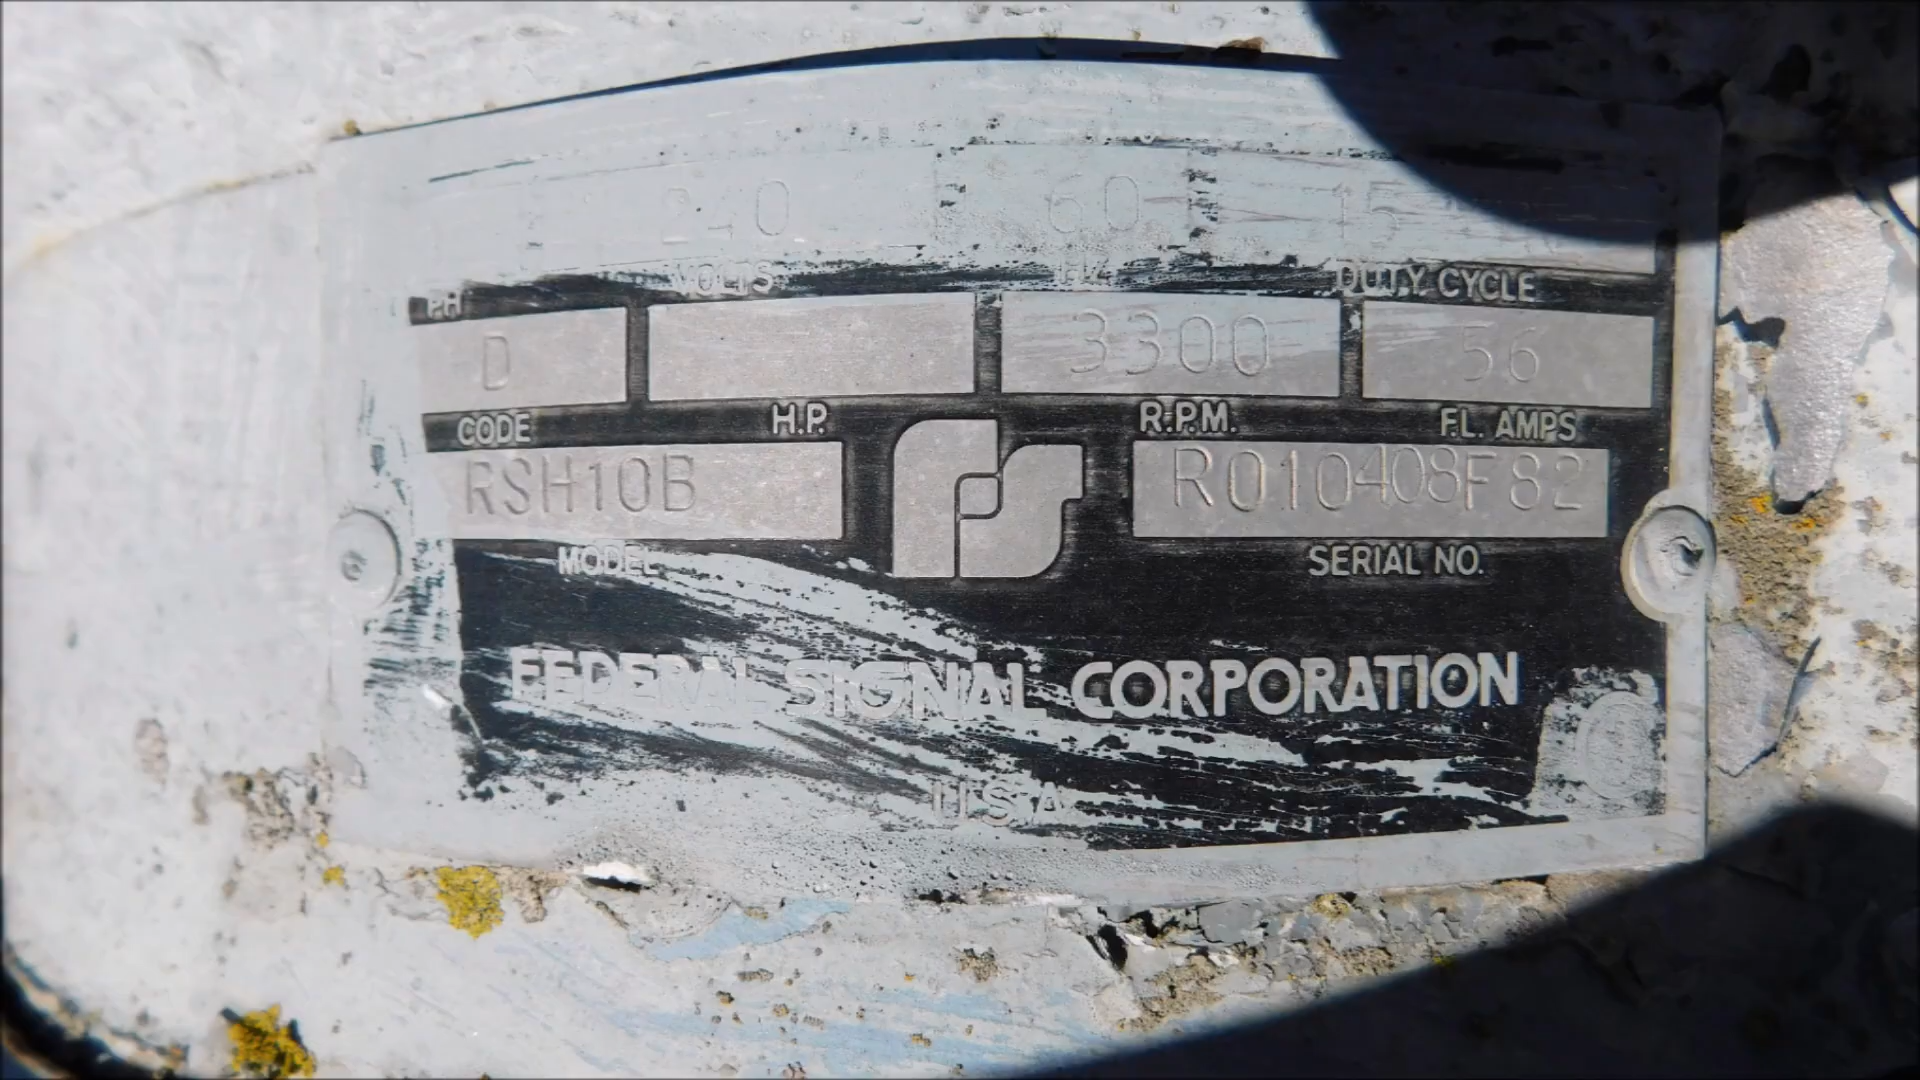 240 60 15
PH VOLTS HZ DUTY CYCLE
D 3300 56
CODE H.P. R.P.M. F.L. AMPS
RSH10B R010408F82
MODEL SERIAL NO.
FEDERAL SIGNAL CORPORATION
U.S.A.